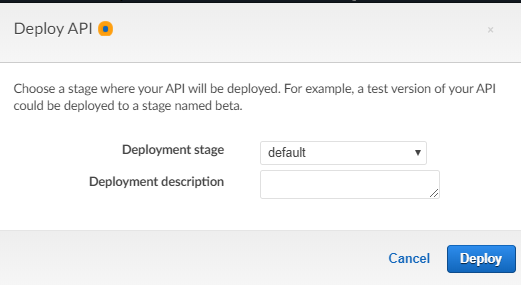 Deploy API
Choose a stage where your API will be deployed. For example, a test version of your API
could be deployed to a stage named beta.
Deployment stage
default
Deployment description
Cancel
Deploy